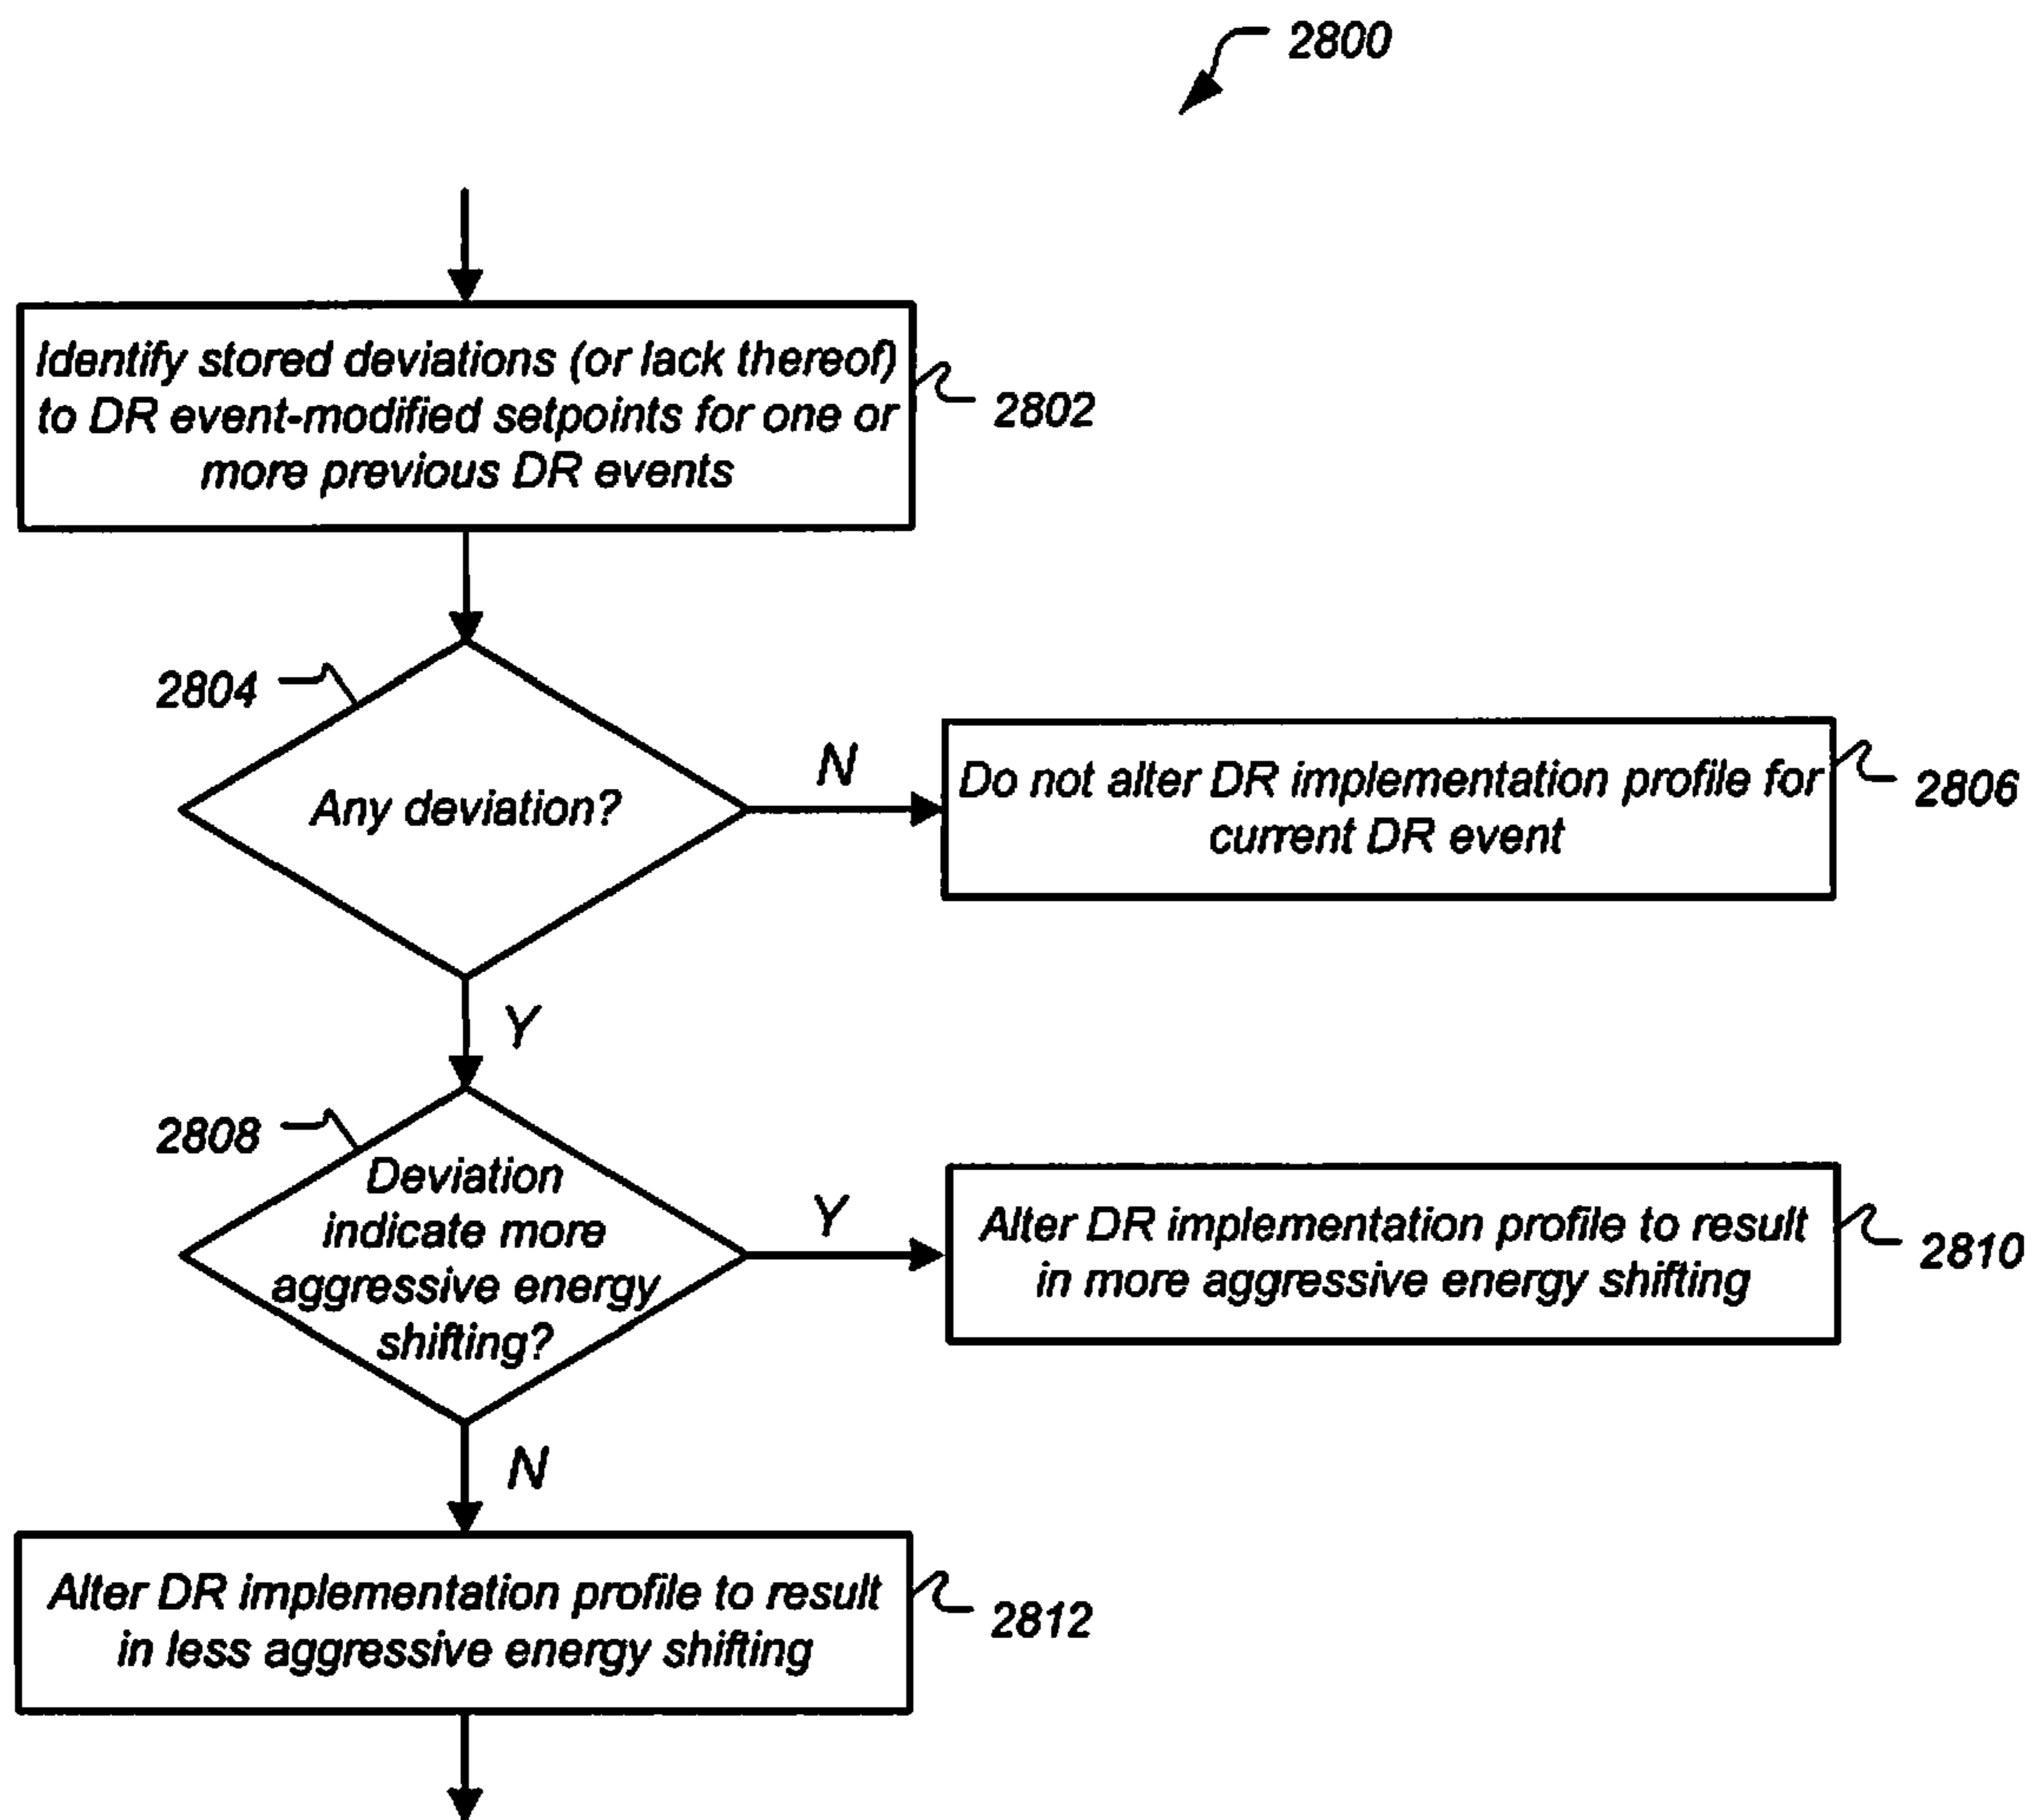 2800
Identify stored deviations (or lack thereof)
to DR event-modified setpoints for one or
more previous DR events
2802
2804
Any deviation?
N
Do not alter DR implementation profile for
current DR event
2806
Y
2808
Deviation
indicate more
aggressive energy
shifting?
Y
Alter DR implementation profile to result
in more aggressive energy shifting
2810
N
Alter DR implementation profile to result
in less aggressive energy shifting
2812